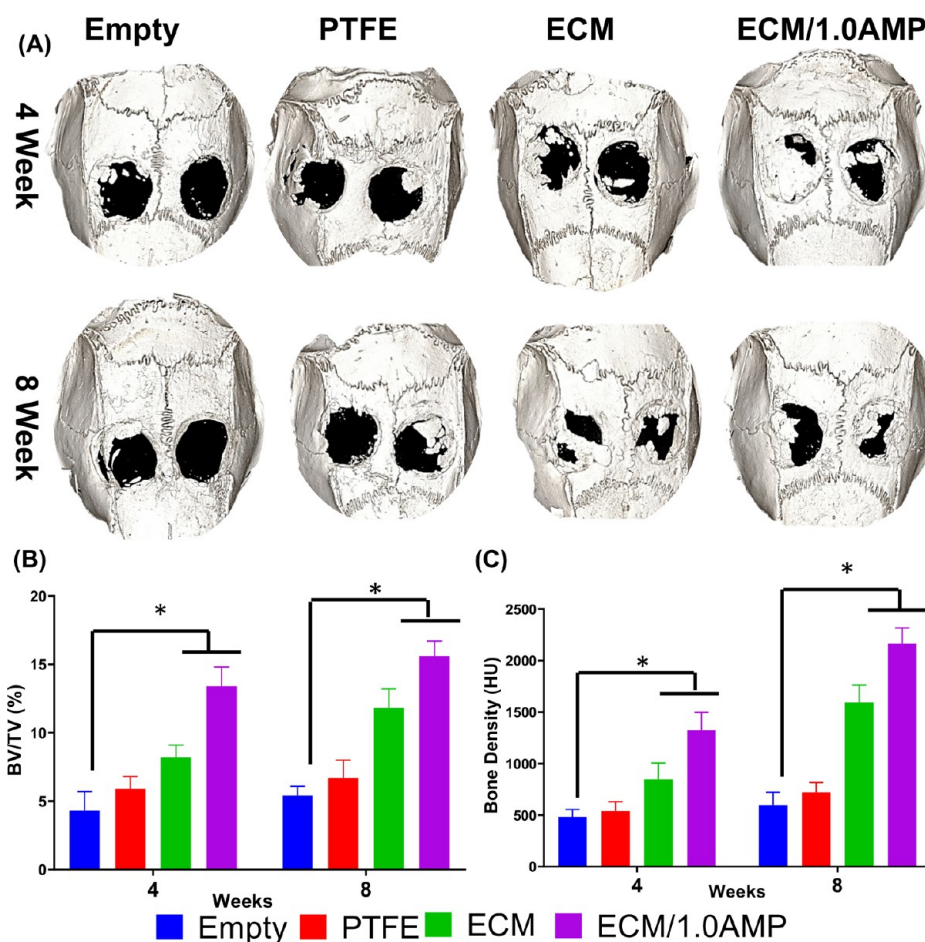 (A)
Empty PTFE ECM ECM/1.0AMP
4 Week
8 Week
(B)
BV/TV (%)
20
15
10
5
0
*
*
4 8
Weeks
(C)
Bone Density (HU)
2500
2000
1500
1000
500
0
*
*
4 8
Weeks
Empty PTFE ECM ECM/1.0AMP